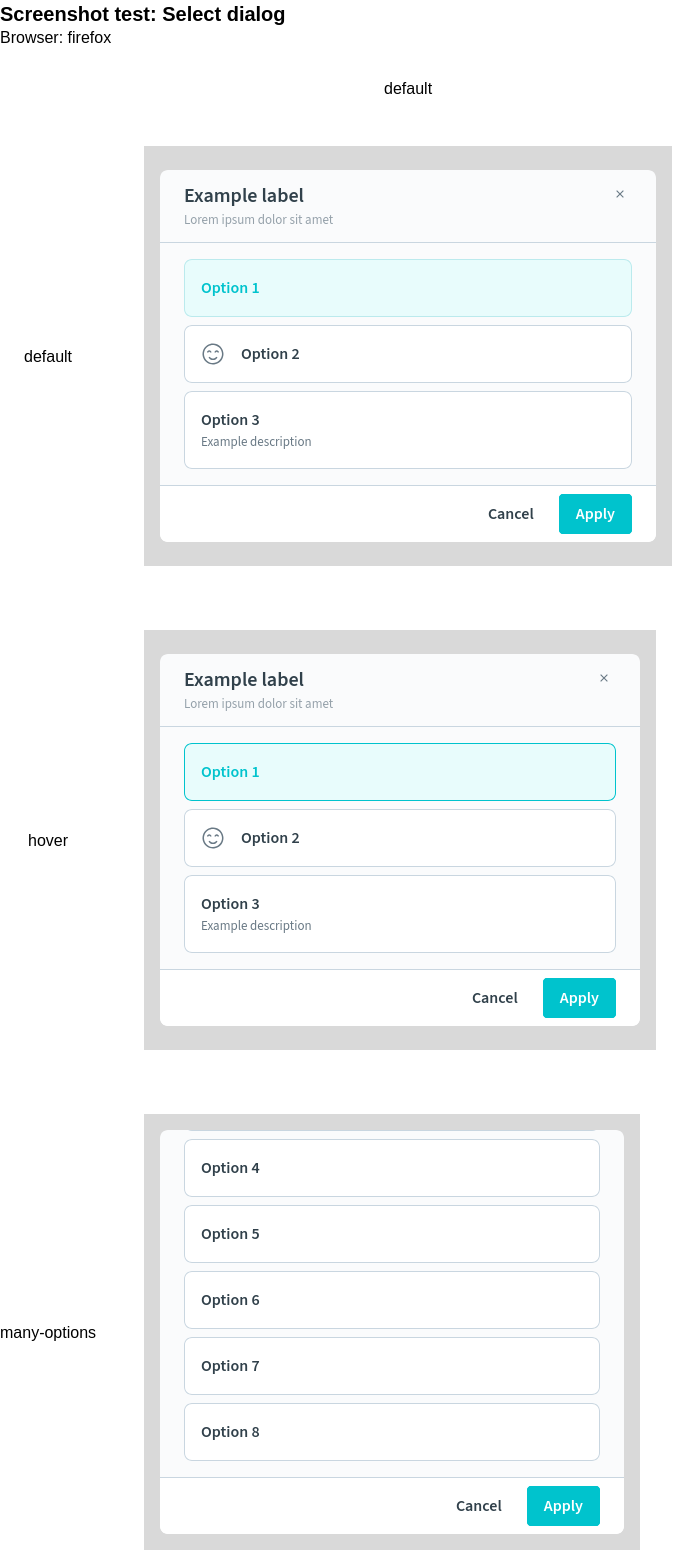 Screenshot test: Select dialog
Browser: firefox
default
default
Example label
×
Lorem ipsum dolor sit amet
Option 1
Option 2
Option 3
Example description
Cancel
Apply
hover
Example label
×
Lorem ipsum dolor sit amet
Option 1
Option 2
Option 3
Example description
Cancel
Apply
many-options
Option 4
Option 5
Option 6
Option 7
Option 8
Cancel
Apply